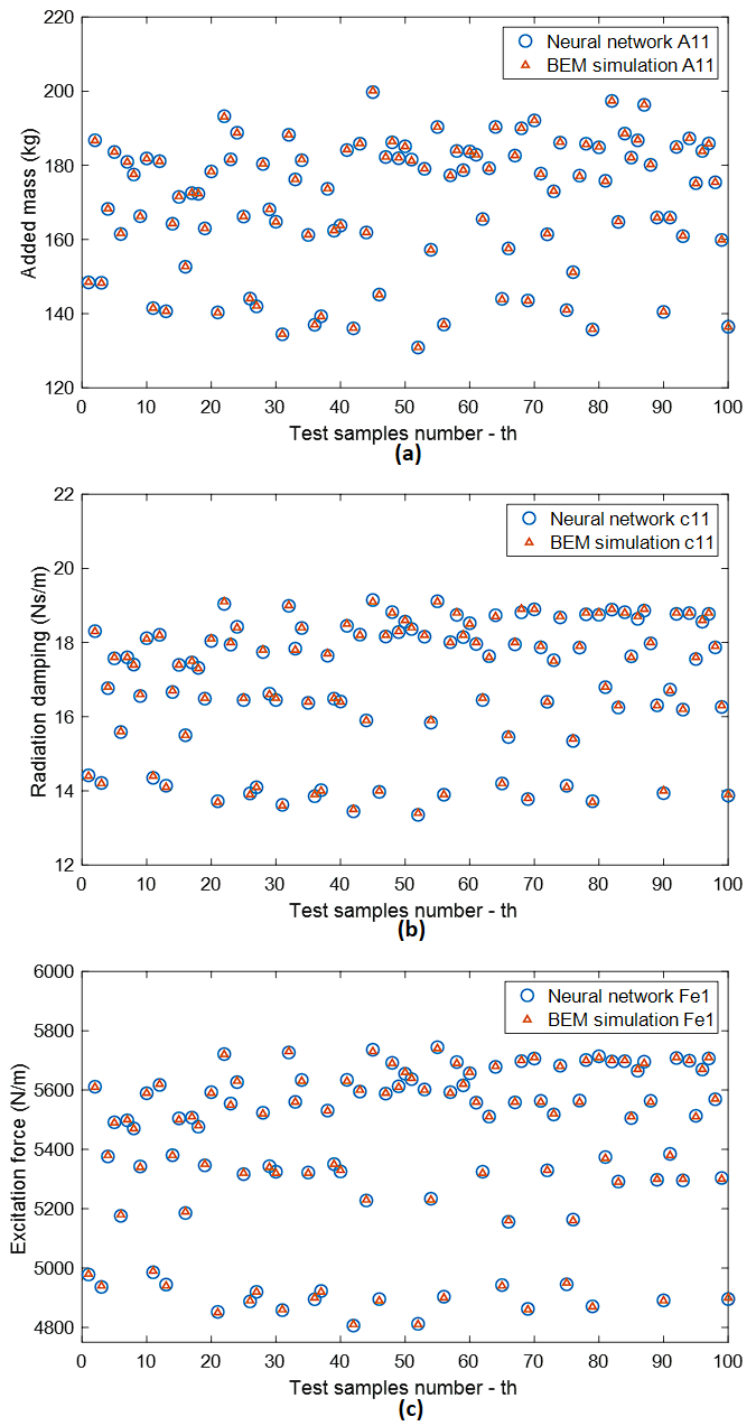 200
180
160
140
120
Added mass (kg)
Neural network A11
BEM simulation A11
0 10 20 30 40 50 60 70 80 90 100
Test samples number - th
(a)
22
20
18
16
14
12
Radiation damping (Ns/m)
Neural network c11
BEM simulation c11
0 10 20 30 40 50 60 70 80 90 100
Test samples number - th
(b)
6000
5800
5600
5400
5200
5000
4800
Excitation force (N/m)
Neural network Fe1
BEM simulation Fe1
0 10 20 30 40 50 60 70 80 90 100
Test samples number - th
(c)